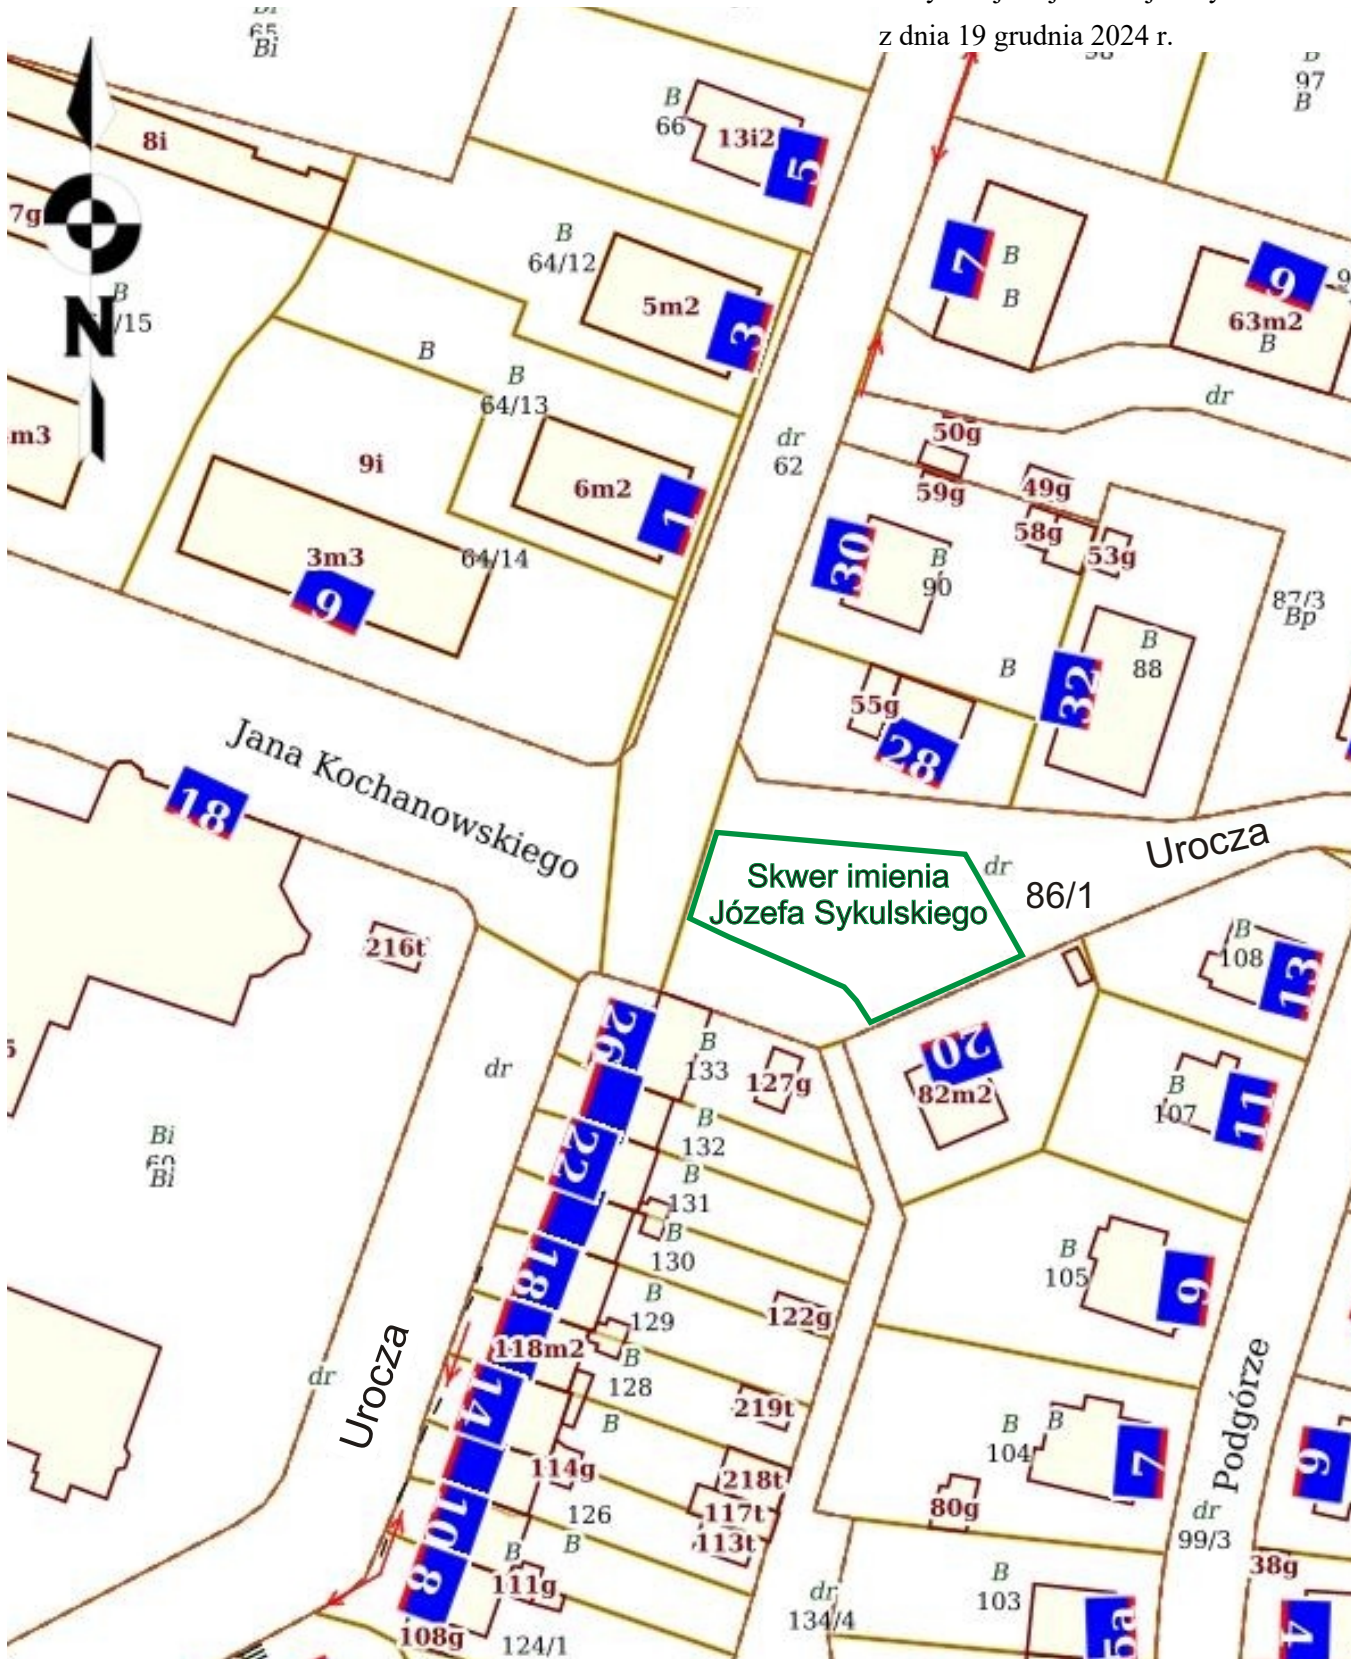 z dnia 19 grudnia 2024 r.
Bi
97
B
B
66
13i2
5
8i
7g
B
64/12
5m2
3
7
B
B
9
63m2
B
N
B
/15
B
B
64/13
dr
dr
62
m3
9i
6m2
1
50g
59g
49g
58g
53g
3m3
64/14
9
30
B
90
87/3
Bp
B
88
B
32
55g
28
Jana Kochanowskiego
18
Urocza
Skwer imienia
Józefa Sykulskiego
dr
86/1
216t
B
108
13
26
B
133
127g
dr
20
82m2
B
107
11
Bi
Bi
22
B
132
B
131
B
130
18
B
129
122g
B
105
9
118m2
B
128
dr
Urocza
14
B
219t
B
B
104
7
Podgórze
9
114g
218t
117t
113t
126
B
80g
10
dr
99/3
8
B
111g
38g
B
103
dr
134/4
5a
4
108g
124/1